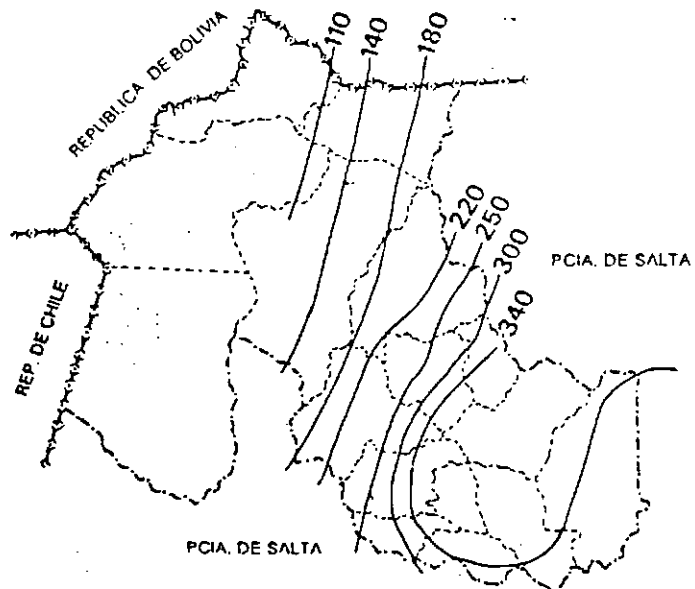 110
140
180
REPUBLICA DE BOLIVIA
220
250
300
340
PCIA. DE SALTA
REP. DE CHILE
PCIA. DE SALTA